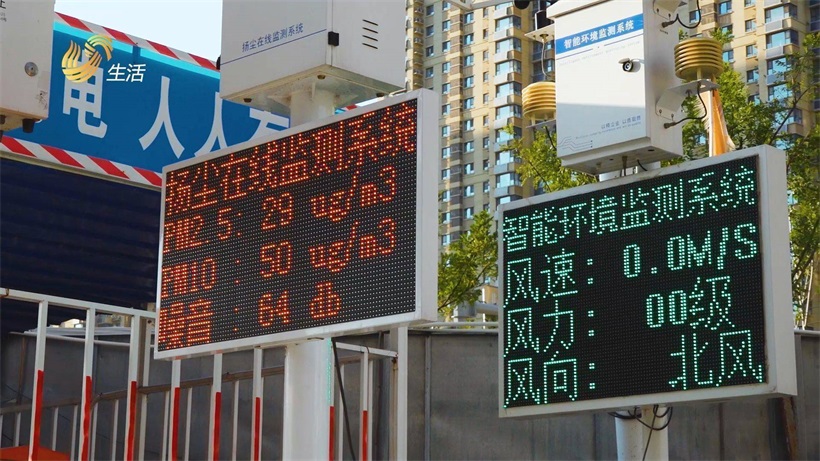 生活
电 人人
扬尘在线监测系统
扬尘在线监测系统
PM2.5: 29 ug/m3
PM10 : 50 ug/m3
噪音 : 64 db
智能环境监测系统
智能环境监测系统
风速: 0.0M/S
风力: 00级
风向: 北风